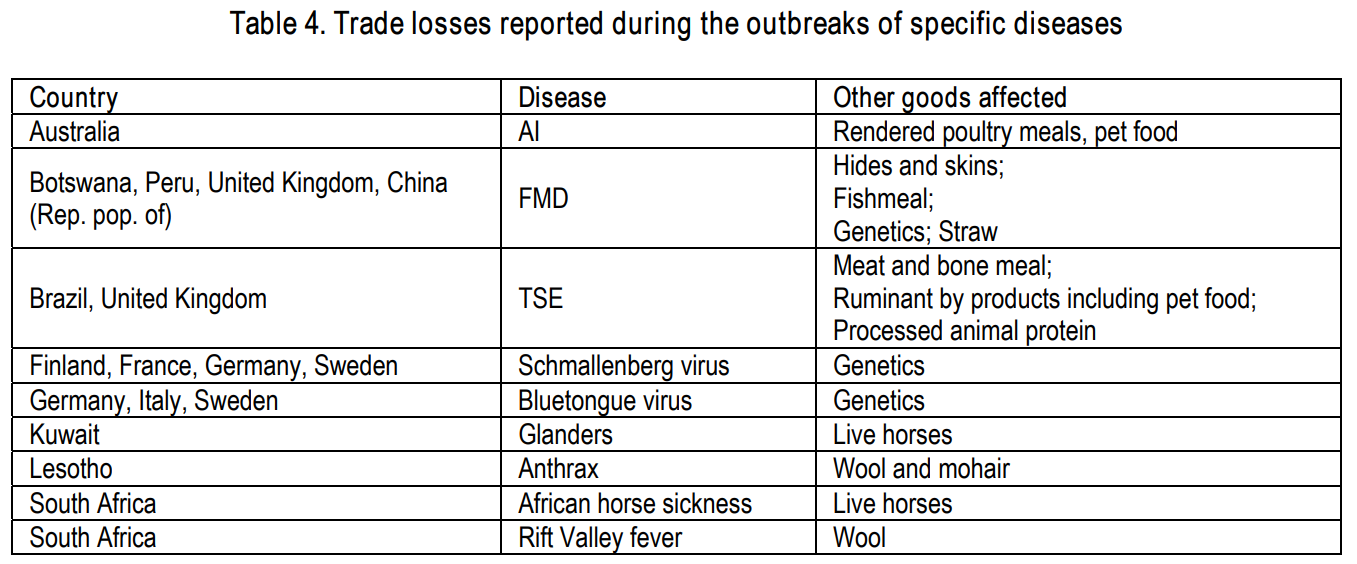 Table 4. Trade losses reported during the outbreaks of specific diseases
Country Disease Other goods affected
Australia AI Rendered poultry meals, pet food
Botswana, Peru, United Kingdom, China
(Rep. pop. of)
FMD
Hides and skins;
Fishmeal;
Genetics; Straw
Brazil, United Kingdom
TSE
Meat and bone meal;
Ruminant by products including pet food;
Processed animal protein
Finland, France, Germany, Sweden Schmallenberg virus Genetics
Germany, Italy, Sweden Bluetongue virus Genetics
Kuwait Glanders Live horses
Lesotho Anthrax Wool and mohair
South Africa African horse sickness Live horses
South Africa Rift Valley fever Wool